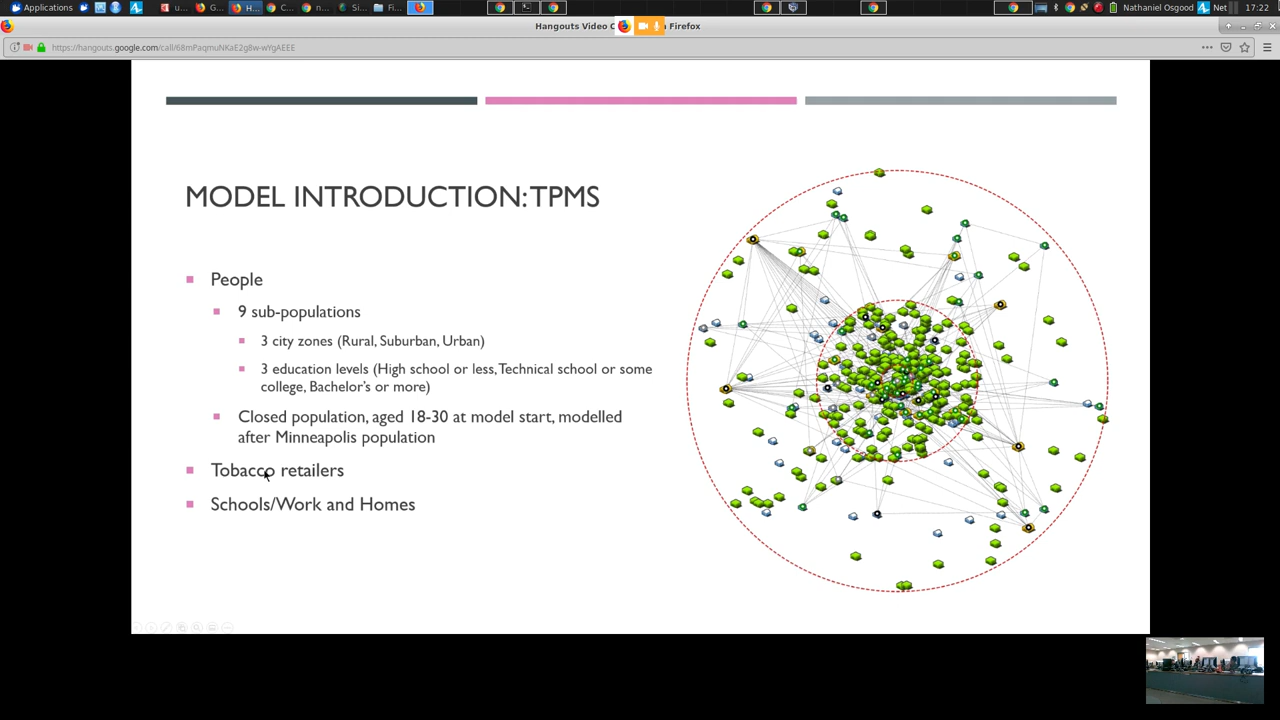 Applications
u...
G...
H...
C...
n...
Si...
Fi...
Nathaniel Osgood
Net
17:22
Hangouts Video C
Firefox
https://hangouts.google.com/call/68mPaqmuNKaE2g8w-wYgAEEE
MODEL INTRODUCTION: TPMS
People
9 sub-populations
3 city zones (Rural, Suburban, Urban)
3 education levels (High school or less, Technical school or some
college, Bachelor's or more)
Closed population, aged 18-30 at model start, modelled
after Minneapolis population
Tobacco retailers
Schools/Work and Homes